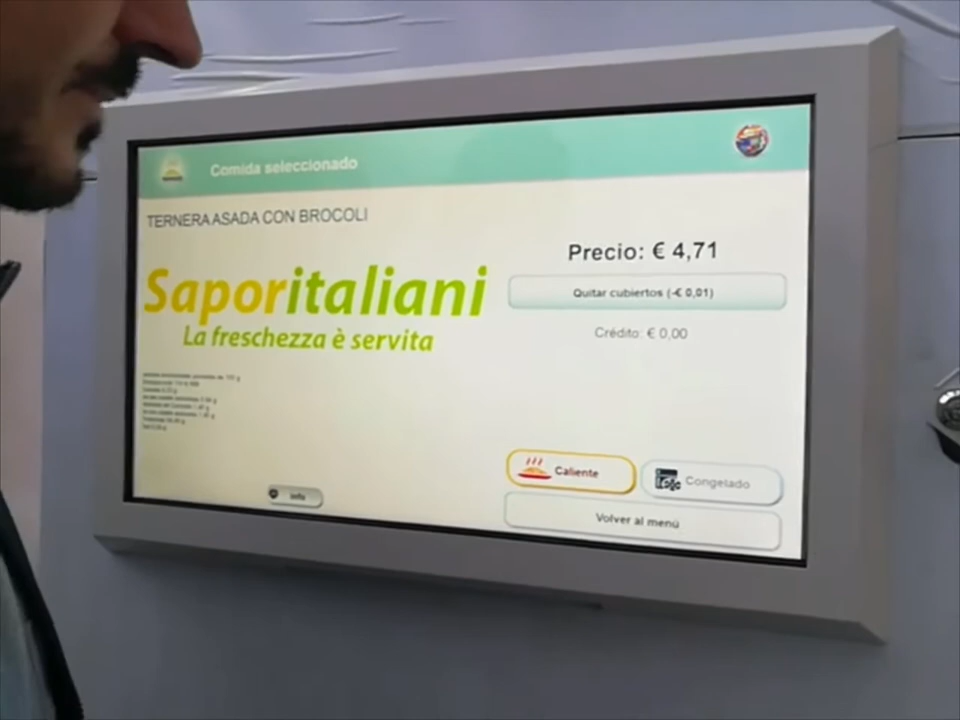 Comida seleccionado
TERNERA ASADA CON BROCOLI
Saporitaliani
La freschezza è servita
Precio: € 4,71
Quitar cubiertos (-€ 0,01)
Crédito: € 0,00
Caliente
Congelado
Info
Volver al menú